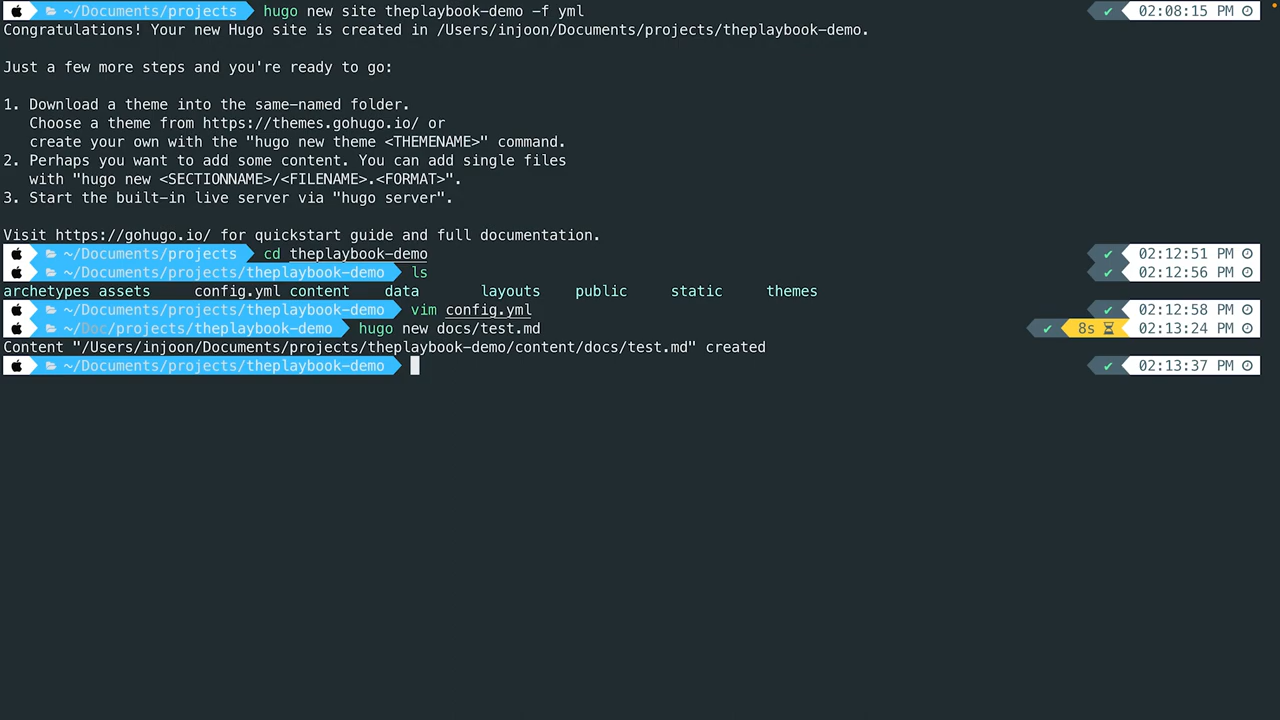 ~/Documents/projects hugo new site theplaybook-demo -f yml ✔ 02:08:15 PM
Congratulations! Your new Hugo site is created in /Users/injoon/Documents/projects/theplaybook-demo.
Just a few more steps and you're ready to go:
1. Download a theme into the same-named folder.
Choose a theme from https://themes.gohugo.io/ or
create your own with the "hugo new theme <THEMENAME>" command.
2. Perhaps you want to add some content. You can add single files
with "hugo new <SECTIONNAME>/<FILENAME>.<FORMAT>".
3. Start the built-in live server via "hugo server".
Visit https://gohugo.io/ for quickstart guide and full documentation.
~/Documents/projects cd theplaybook-demo ✔ 02:12:51 PM
~/Documents/projects/theplaybook-demo ls ✔ 02:12:56 PM
archetypes assets config.yml content data layouts public static themes
~/Documents/projects/theplaybook-demo vim config.yml ✔ 02:12:58 PM
~/Doc/projects/theplaybook-demo hugo new docs/test.md ✔ 8s 02:13:24 PM
Content "/Users/injoon/Documents/projects/theplaybook-demo/content/docs/test.md" created
~/Documents/projects/theplaybook-demo ✔ 02:13:37 PM